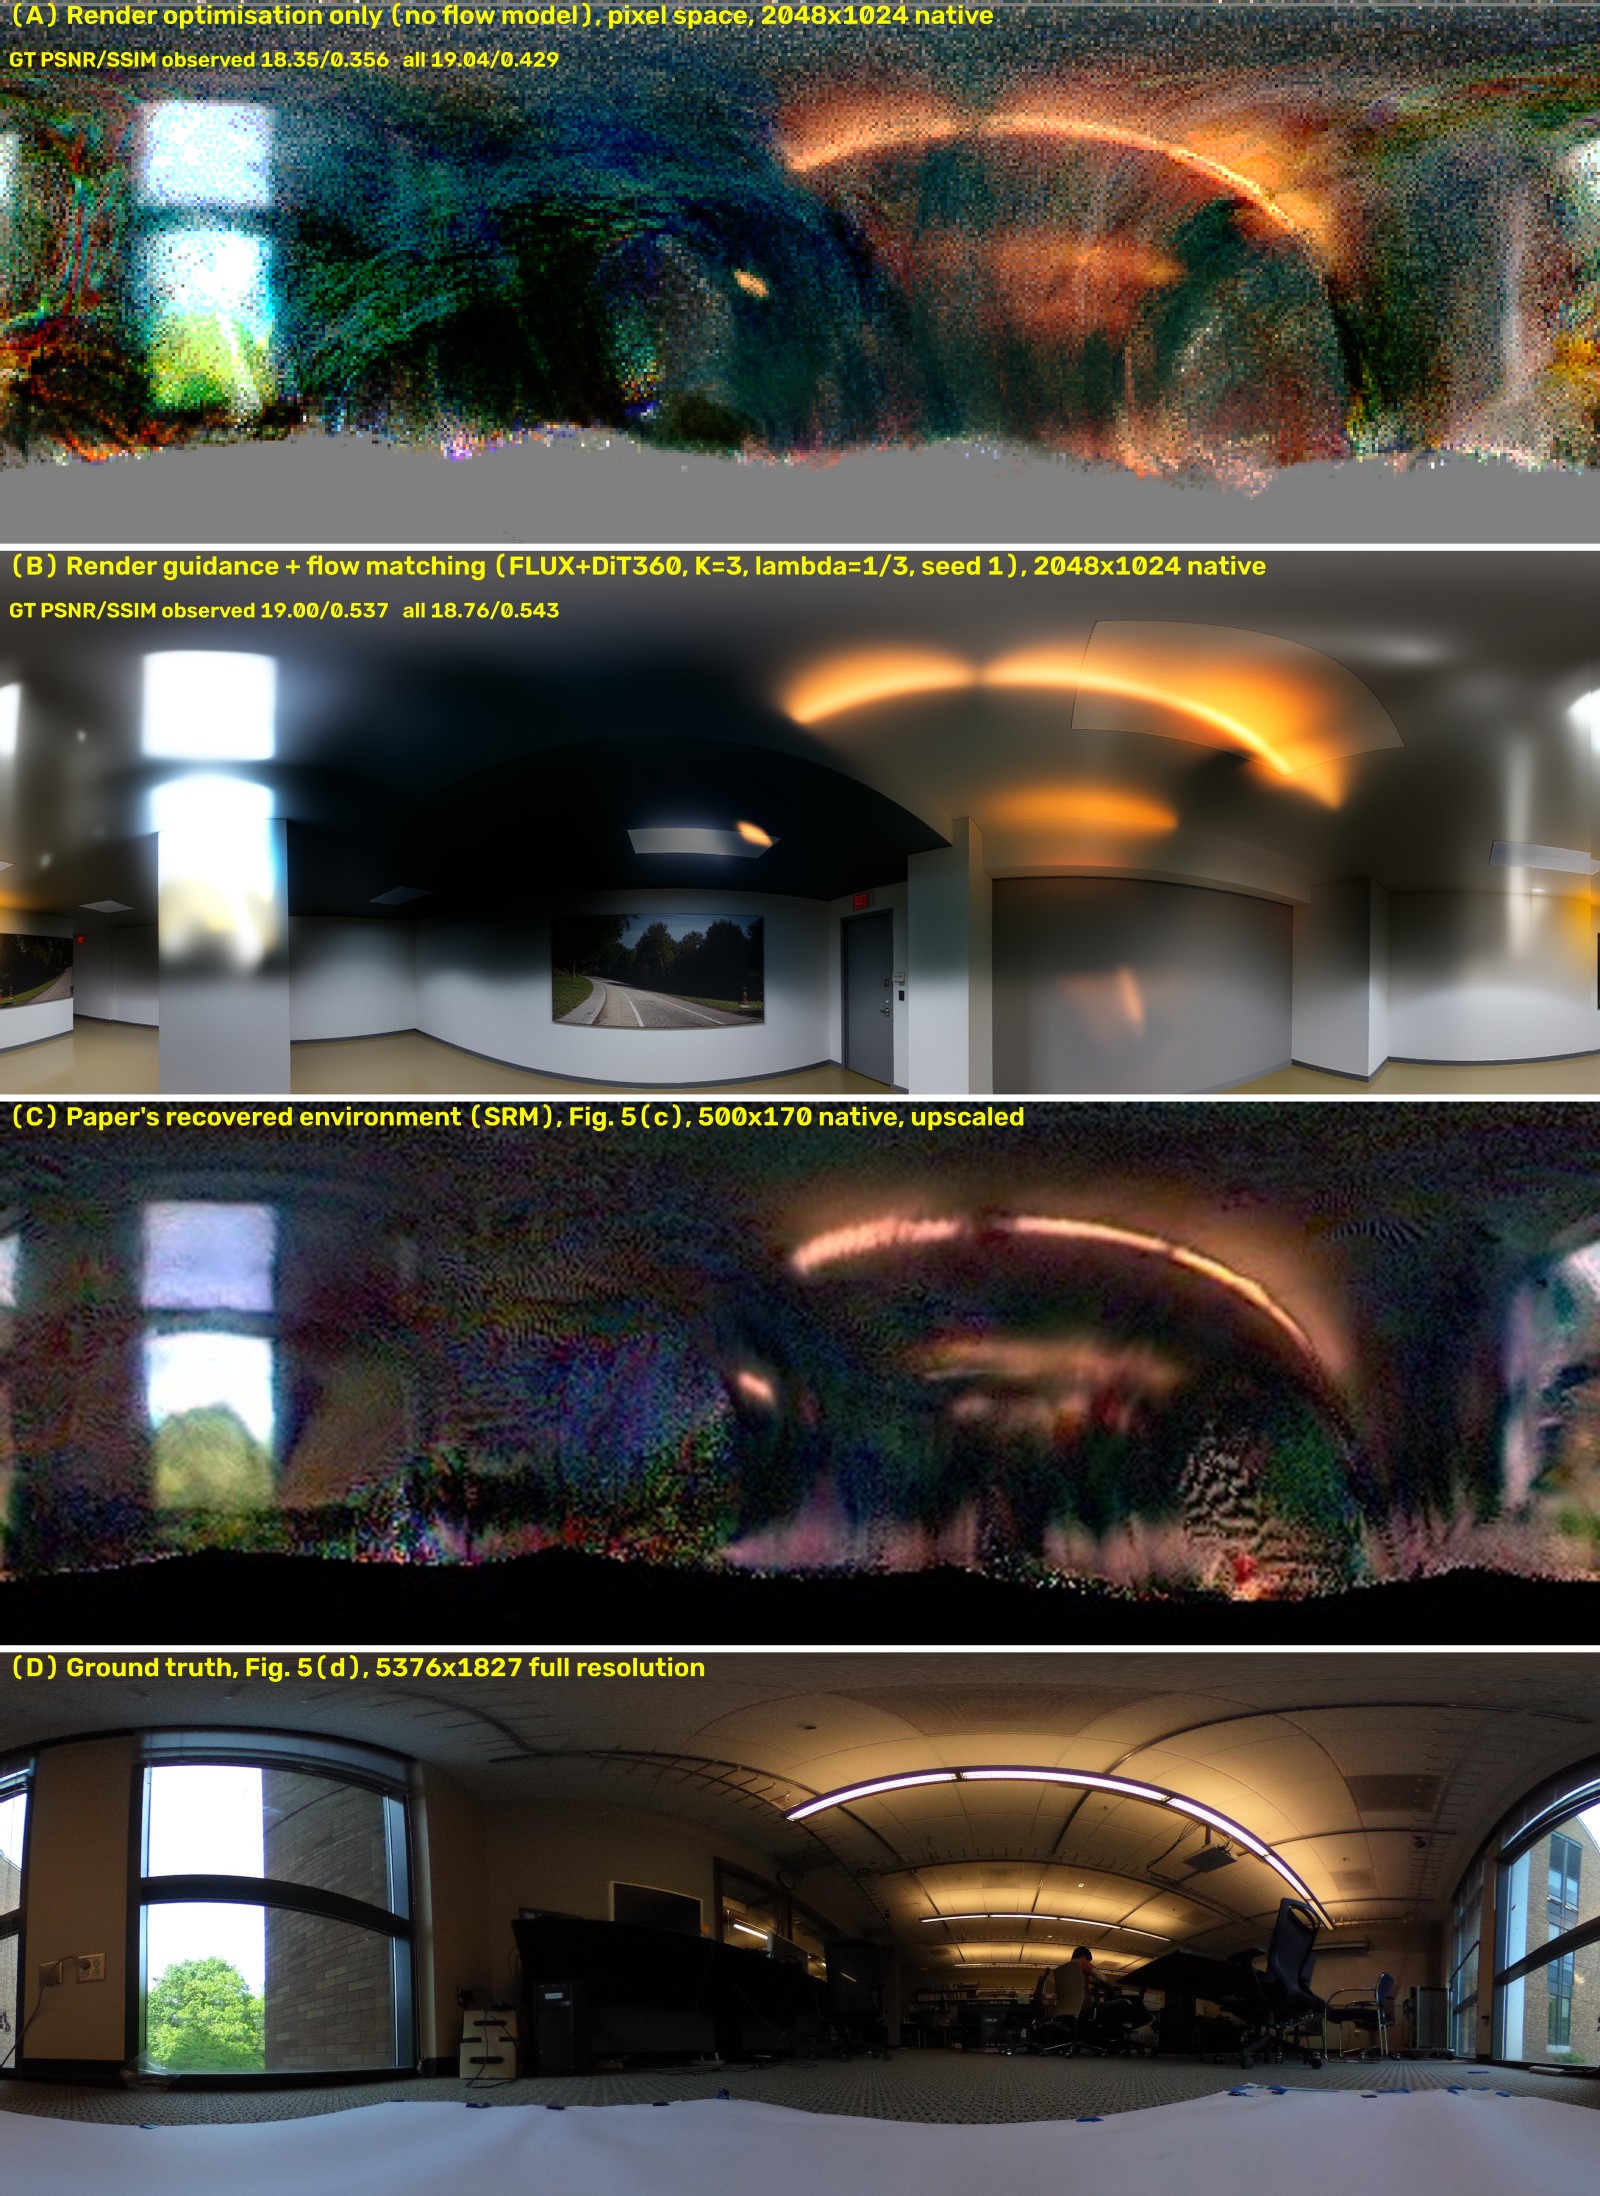 (A) Render optimisation only (no flow model), pixel space, 2048x1024 native
GT PSNR/SSIM observed 18.35/0.356 all 19.04/0.429
(B) Render guidance + flow matching (FLUX+DiT360, K=3, lambda=1/3, seed 1), 2048x1024 native
GT PSNR/SSIM observed 19.00/0.537 all 18.76/0.543
(C) Paper's recovered environment (SRM), Fig. 5(c), 500x170 native, upscaled
(D) Ground truth, Fig. 5(d), 5376x1827 full resolution